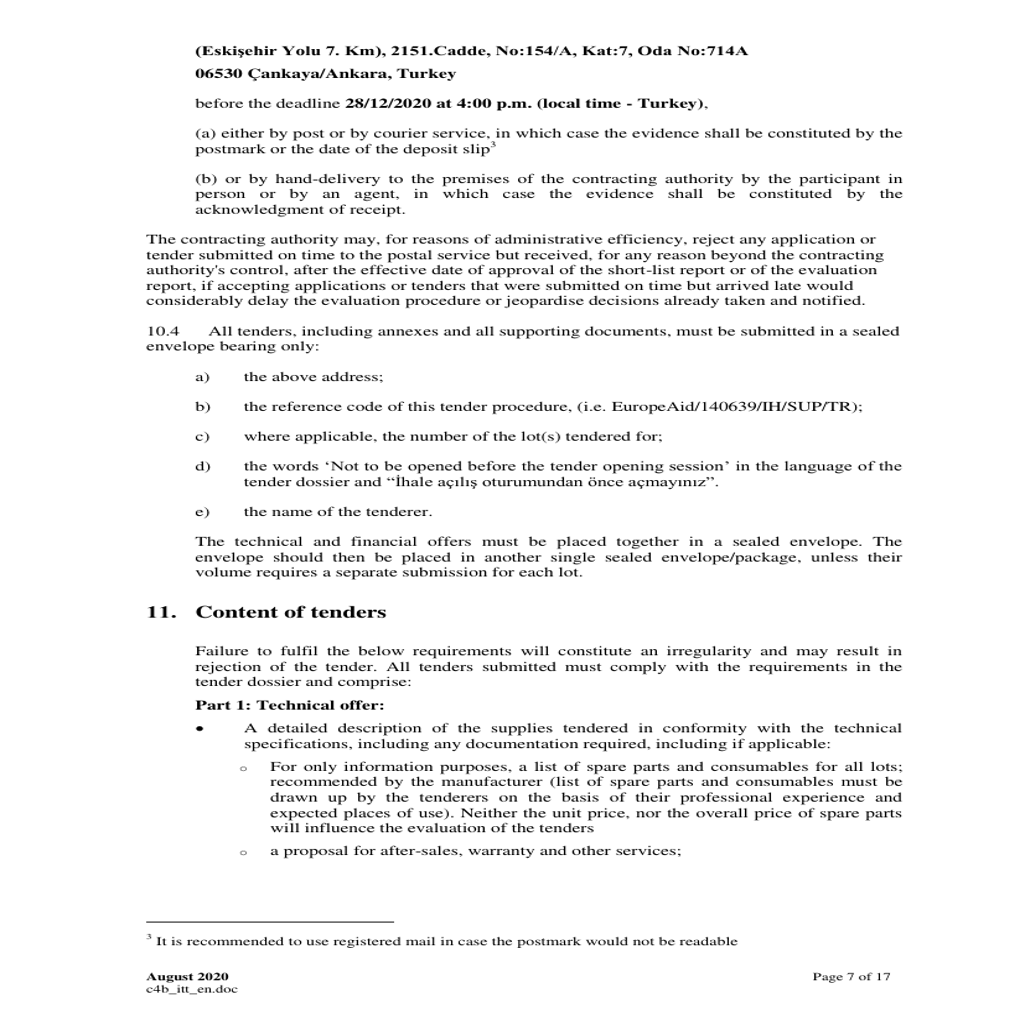 (Eskişehir Yolu 7. Km), 2151.Cadde, No:154/A, Kat:7, Oda No:714A
06530 Çankaya/Ankara, Turkey
before the deadline 28/12/2020 at 4:00 p.m. (local time - Turkey),
(a) either by post or by courier service, in which case the evidence shall be constituted by the
postmark or the date of the deposit slip3
(b) or by hand-delivery to the premises of the contracting authority by the participant in
person or by an agent, in which case the evidence shall be constituted by the
acknowledgment of receipt.
The contracting authority may, for reasons of administrative efficiency, reject any application or
tender submitted on time to the postal service but received, for any reason beyond the contracting
authority's control, after the effective date of approval of the short-list report or of the evaluation
report, if accepting applications or tenders that were submitted on time but arrived late would
considerably delay the evaluation procedure or jeopardise decisions already taken and notified.
10.4 All tenders, including annexes and all supporting documents, must be submitted in a sealed
envelope bearing only:
a) the above address;
b) the reference code of this tender procedure, (i.e. EuropeAid/140639/IH/SUP/TR);
c) where applicable, the number of the lot(s) tendered for;
d) the words ‘Not to be opened before the tender opening session’ in the language of the
tender dossier and “İhale açılış oturumundan önce açmayınız”.
e) the name of the tenderer.
The technical and financial offers must be placed together in a sealed envelope. The
envelope should then be placed in another single sealed envelope/package, unless their
volume requires a separate submission for each lot.
11. Content of tenders
Failure to fulfil the below requirements will constitute an irregularity and may result in
rejection of the tender. All tenders submitted must comply with the requirements in the
tender dossier and comprise:
Part 1: Technical offer:
• A detailed description of the supplies tendered in conformity with the technical
specifications, including any documentation required, including if applicable:
o For only information purposes, a list of spare parts and consumables for all lots;
recommended by the manufacturer (list of spare parts and consumables must be
drawn up by the tenderers on the basis of their professional experience and
expected places of use). Neither the unit price, nor the overall price of spare parts
will influence the evaluation of the tenders
o a proposal for after-sales, warranty and other services;
3 It is recommended to use registered mail in case the postmark would not be readable
August 2020 Page 7 of 17
c4b_itt_en.doc